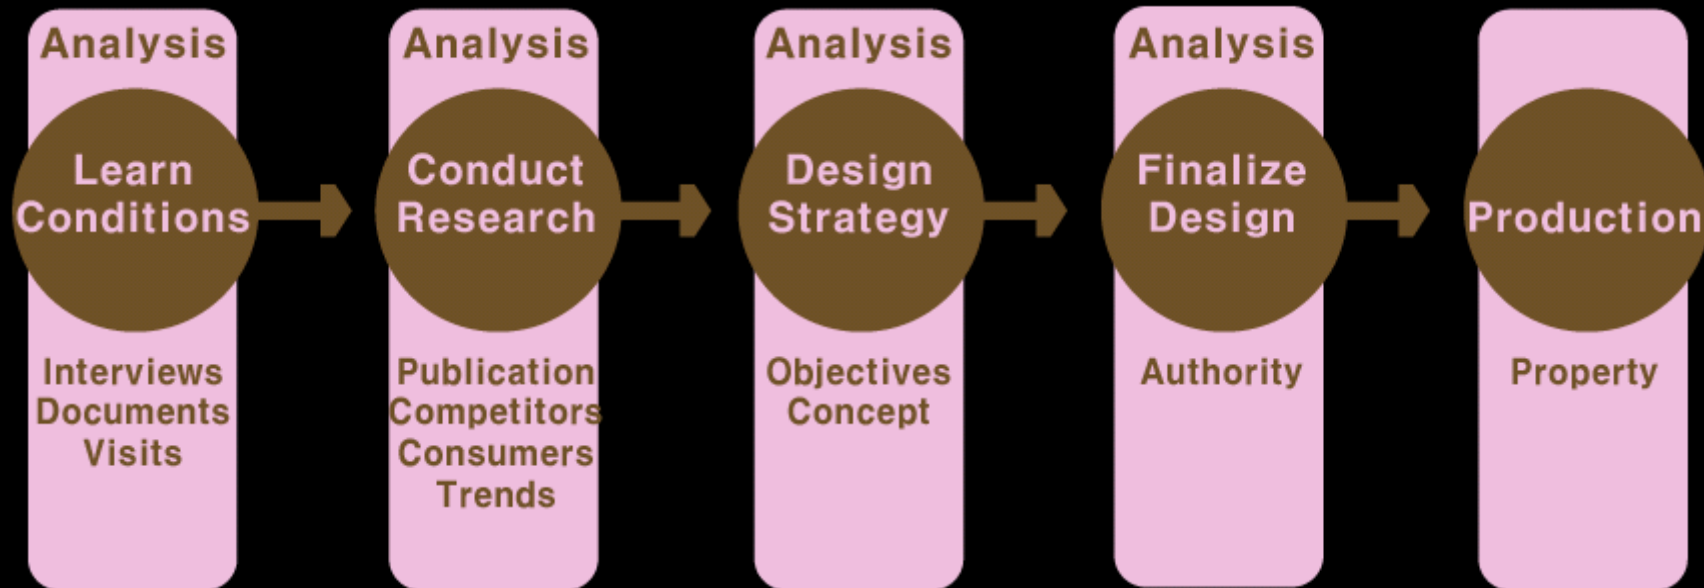 Analysis
Learn
Conditions
Interviews
Documents
Visits
Analysis
Conduct
Research
Publication
Competitors
Consumers
Trends
Analysis
Design
Strategy
Objectives
Concept
Analysis
Finalize
Design
Authority
Production
Property